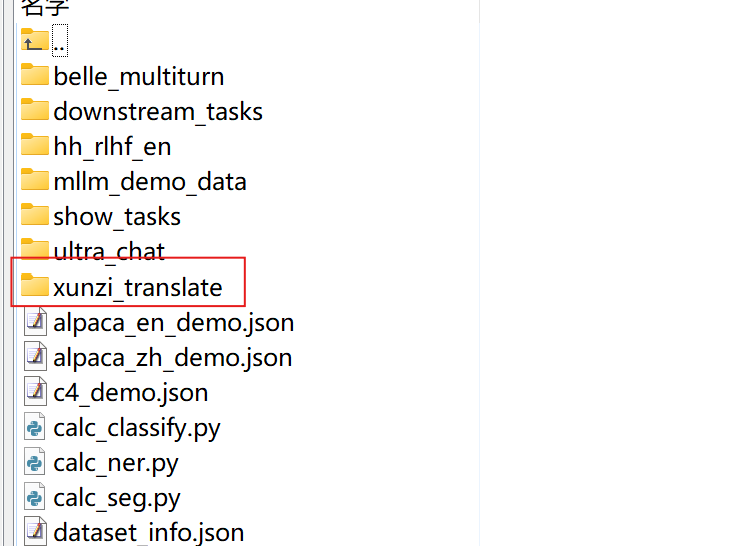 名字
..
belle_multiturn
downstream_tasks
hh_rlhf_en
mllm_demo_data
show_tasks
ultra_chat
xunzi_translate
alpaca_en_demo.json
alpaca_zh_demo.json
c4_demo.json
calc_classify.py
calc_ner.py
calc_seg.py
dataset_info.json